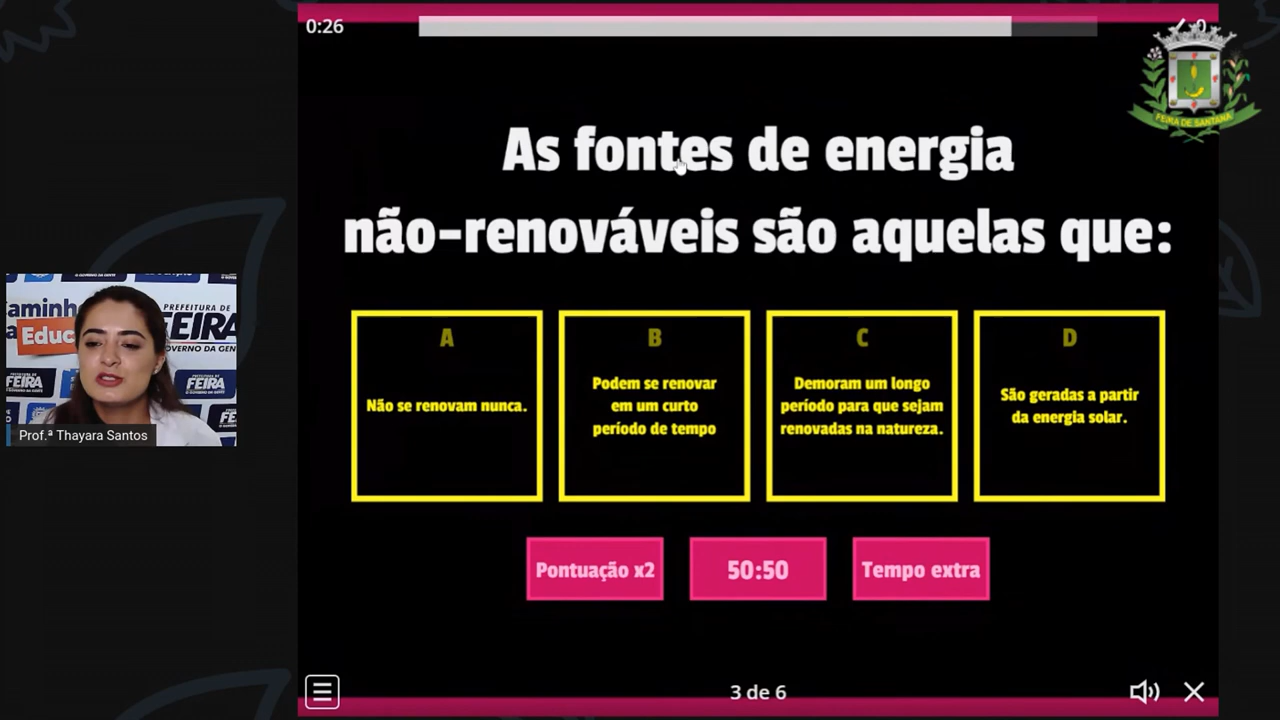 0:26
0
FEIRA DE SANTANA
As fontes de energia
não-renováveis são aquelas que:
A
Não se renovam nunca.
B
Podem se renovar
em um curto
período de tempo
C
Demoram um longo
período para que sejam
renovadas na natureza.
D
São geradas a partir
da energia solar.
Pontuação x2
50:50
Tempo extra
3 de 6
PREFEITURA DE
FEIRA
Educ
FEIRA
FEIRA
Prof.ª Thayara Santos